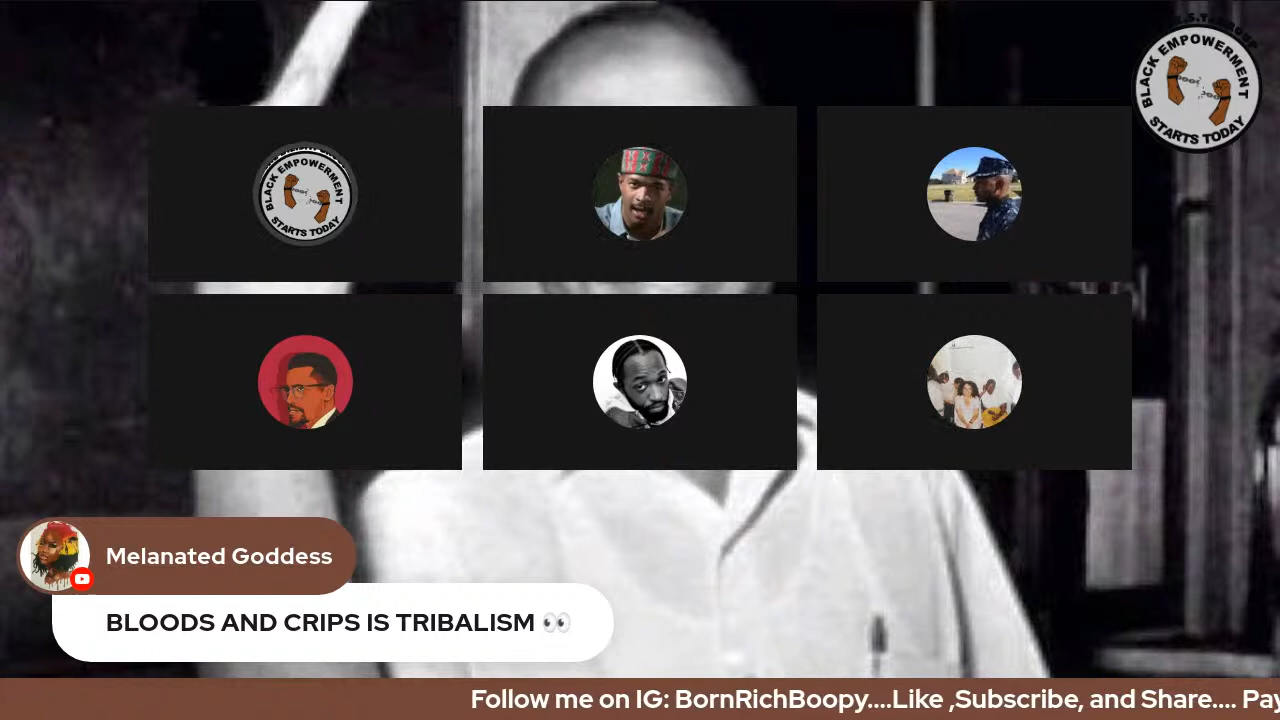 BLACK EMPOWERMENT
STARTS TODAY
BLACK EMPOWERMENT
STARTS TODAY
Melanated Goddess
BLOODS AND CRIPS IS TRIBALISM 👀
Follow me on IG: BornRichBoopy....Like ,Subscribe, and Share.... Pay